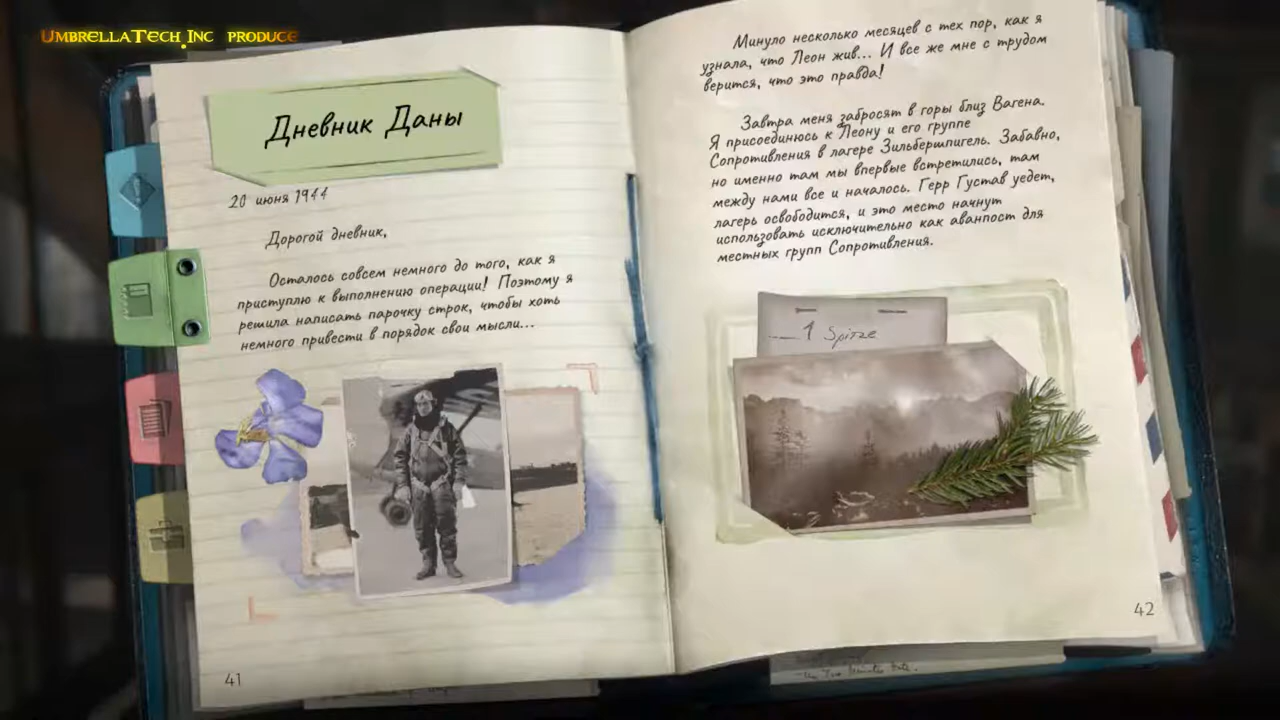 UmbrellaTech.Inc produce
Дневник Даны
20 июня 1944
Дорогой дневник,
Осталось совсем немного до того, как я
приступлю к выполнению операции! Поэтому я
решила написать парочку строк, чтобы хоть
немного привести в порядок свои мысли...
41
Минуло несколько месяцев с тех пор, как я
узнала, что Леон жив... И все же мне с трудом
верится, что это правда!
Завтра меня забросят в горы близ Вагена.
Я присоединюсь к Леону и его группе
Сопротивления в лагере Зильбершпигель. Забавно,
но именно там мы впервые встретились, там
между нами все и началось. Герр Густав уедет,
лагерь освободится, и это место начнут
использовать исключительно как аванпост для
местных групп Сопротивления.
1 Spitze
42